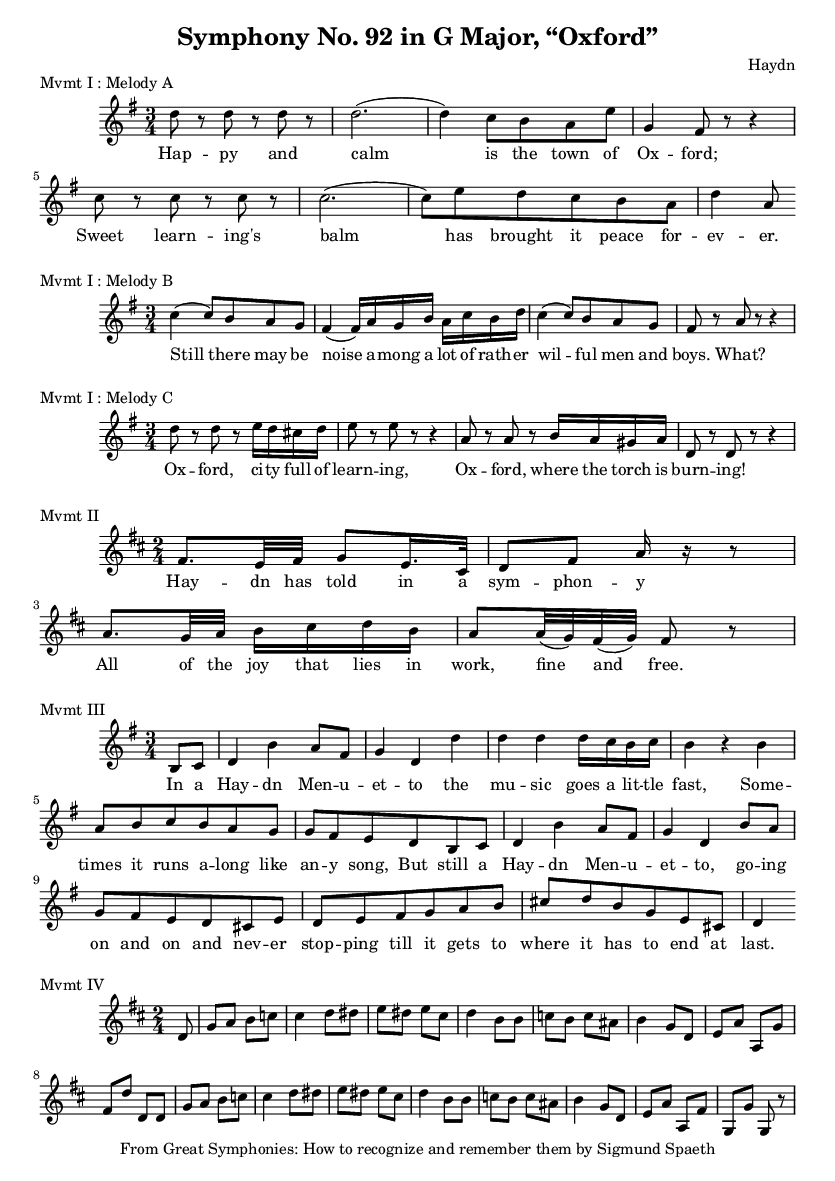 Symphony No. 92 in G Major, “Oxford”
Haydn
Mvmt I : Melody A
Hap -- py and calm is the town of Ox -- ford;
5
Sweet learn -- ing's balm has brought it peace for -- ev -- er.
Mvmt I : Melody B
Still there may be noise a -- mong a lot of rath -- er wil -- ful men and boys. What?
Mvmt I : Melody C
Ox -- ford, ci -- ty full of learn -- ing, Ox -- ford, where the torch is burn -- ing!
Mvmt II
Hay -- dn has told in a sym -- phon -- y
3
All of the joy that lies in work, fine and free.
Mvmt III
In a Hay -- dn Men -- u -- et -- to the mu -- sic goes a lit -- tle fast, Some --
5
times it runs a -- long like an -- y song, But still a Hay -- dn Men -- u -- et -- to, go -- ing
9
on and on and nev -- er stop -- ping till it gets to where it has to end at last.
Mvmt IV
8
From Great Symphonies: How to recognize and remember them by Sigmund Spaeth